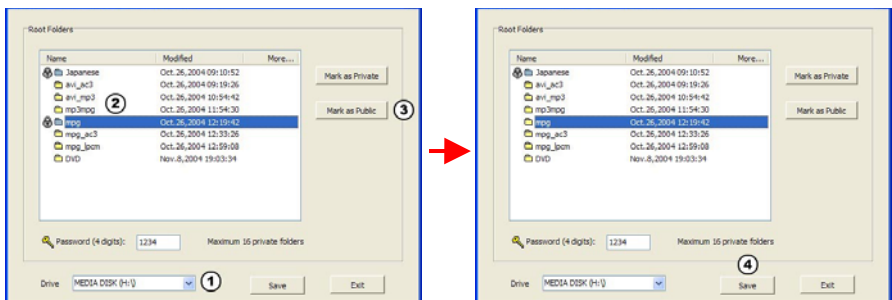 Root Folders
Name Modified More...
Japanese Oct.26,2004 09:10:52
avi_ac3 Oct.26,2004 09:19:26
avi_mp3 Oct.26,2004 10:54:42
mp3mpg Oct.26,2004 11:54:30
mpg Oct.26,2004 12:19:42
mpg_ac3 Oct.26,2004 12:33:26
mpg_lpcm Oct.26,2004 12:59:08
DVD Nov.8,2004 19:03:34
2
Mark as Private
Mark as Public 3
Password (4 digits): 1234 Maximum 16 private folders
Drive MEDIA DISK (H:\) 1 Save Exit
Root Folders
Name Modified More...
Japanese Oct.26,2004 09:10:52
avi_ac3 Oct.26,2004 09:19:26
avi_mp3 Oct.26,2004 10:54:42
mp3mpg Oct.26,2004 11:54:30
mpg Oct.26,2004 12:19:42
mpg_ac3 Oct.26,2004 12:33:26
mpg_lpcm Oct.26,2004 12:59:08
DVD Nov.8,2004 19:03:34
Mark as Private
Mark as Public
Password (4 digits): 1234 Maximum 16 private folders
4
Drive MEDIA DISK (H:\) Save Exit